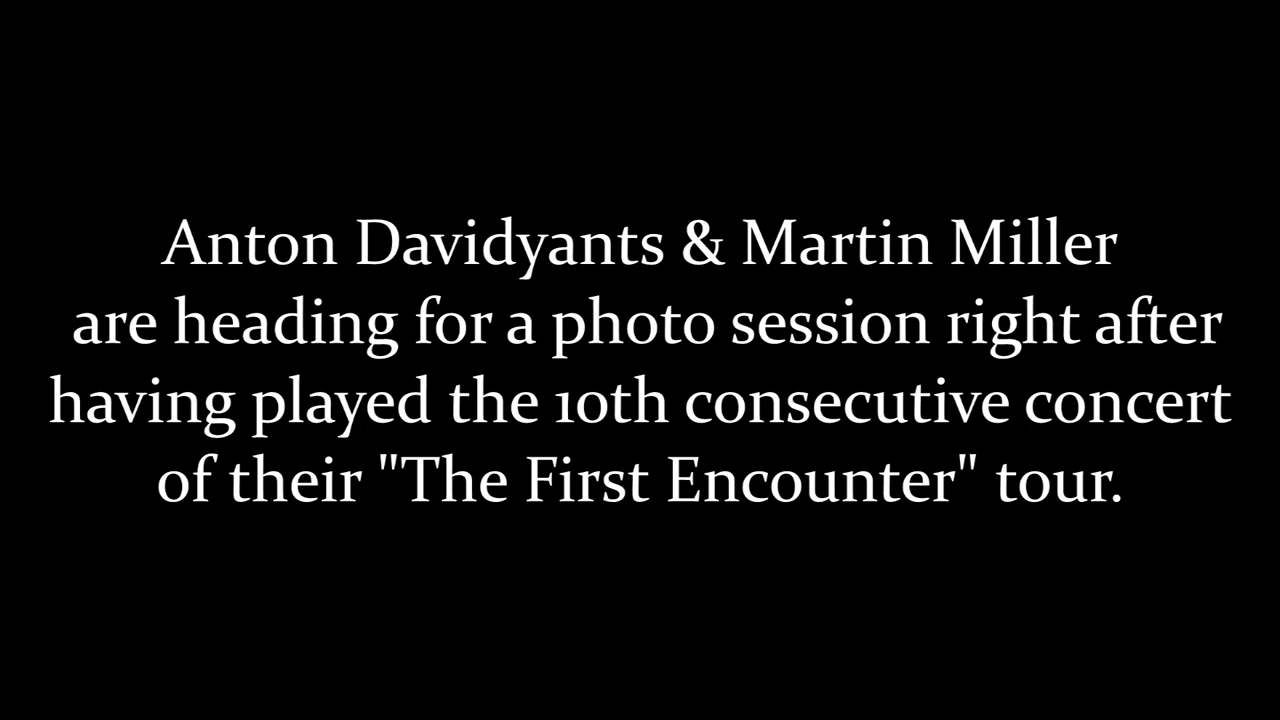 Anton Davidyants & Martin Miller
are heading for a photo session right after
having played the 10th consecutive concert
of their "The First Encounter" tour.